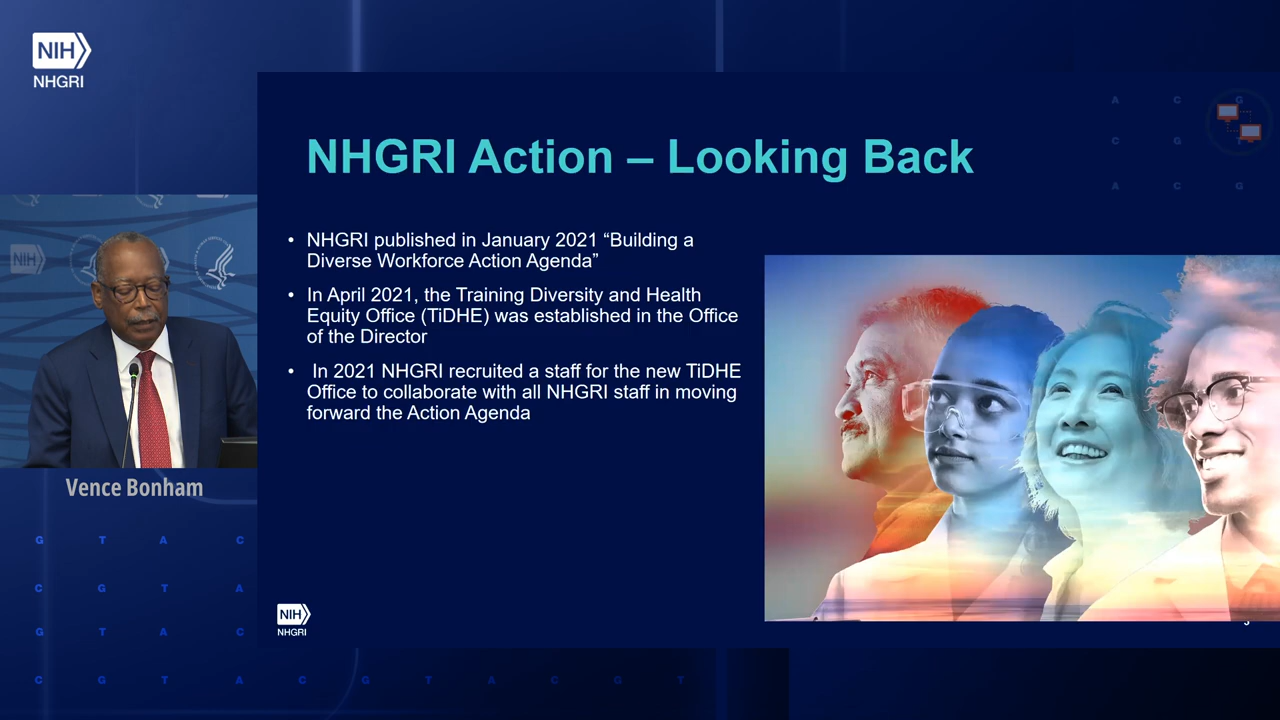 NIH
NHGRI
NHGRI Action – Looking Back
• NHGRI published in January 2021 “Building a
Diverse Workforce Action Agenda”
• In April 2021, the Training Diversity and Health
Equity Office (TiDHE) was established in the Office
of the Director
• In 2021 NHGRI recruited a staff for the new TiDHE
Office to collaborate with all NHGRI staff in moving
forward the Action Agenda
NIH
Vence Bonham
NIH
NHGRI
A C G
C G
A C G
G T A C
C G T A
G T A C
C G T A C G T A C G T